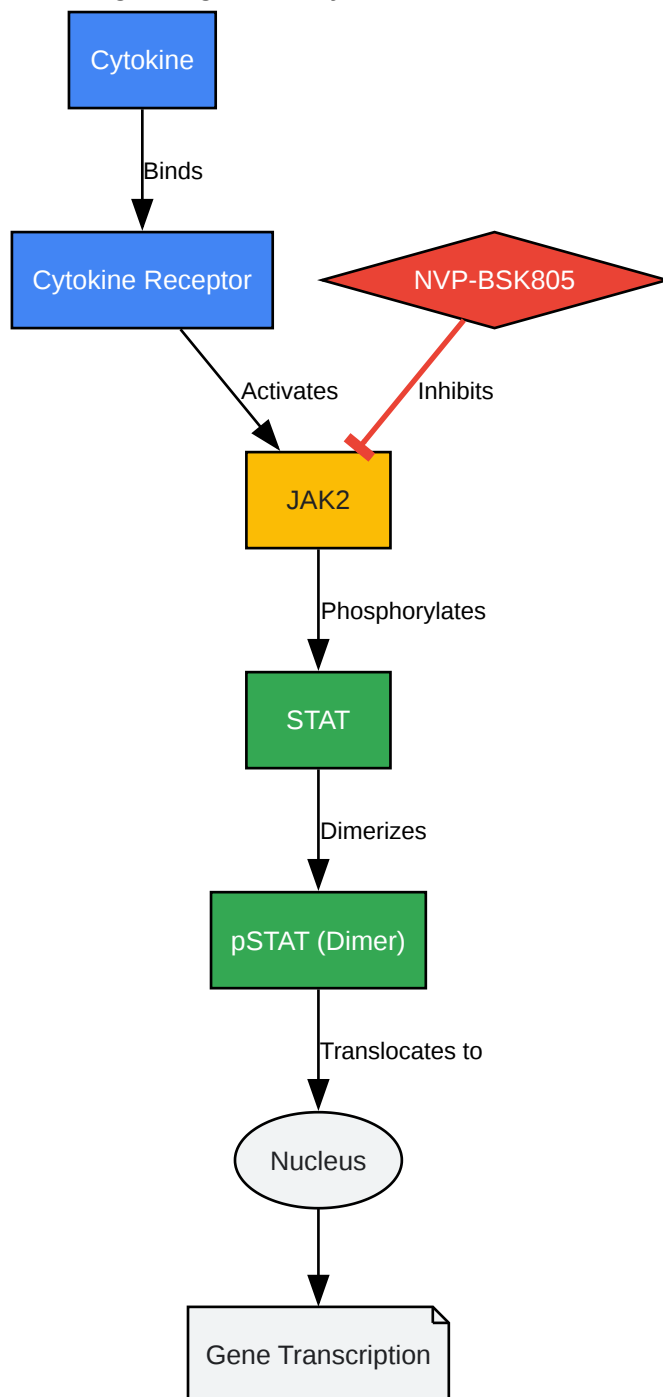 Cytokine
Binds
Cytokine Receptor
NVP-BSK805
Activates
Inhibits
JAK2
Phosphorylates
STAT
Dimerizes
pSTAT (Dimer)
Translocates to
Nucleus
Gene Transcription